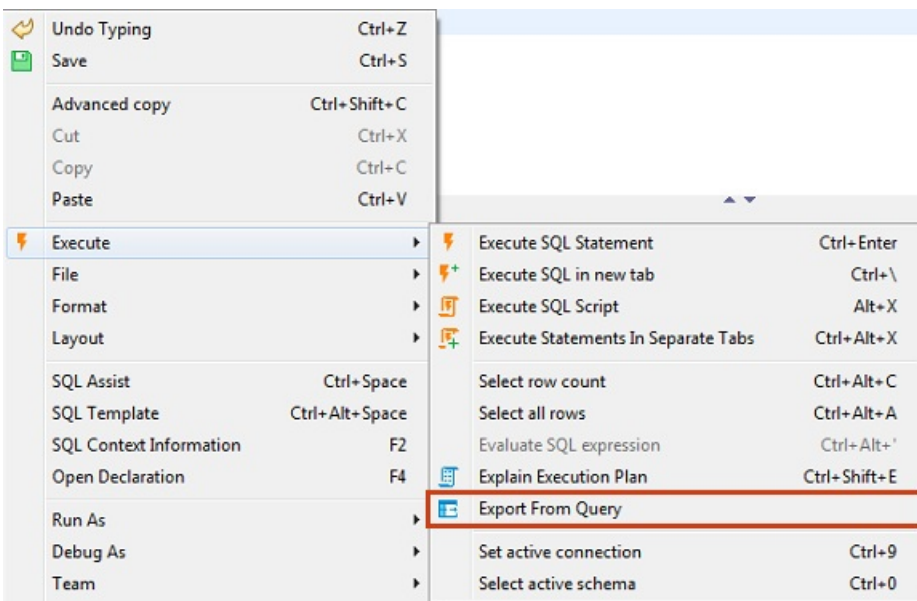 Undo Typing Ctrl+Z
Save Ctrl+S
Advanced copy Ctrl+Shift+C
Cut Ctrl+X
Copy Ctrl+C
Paste Ctrl+V
Execute
File
Format
Layout
SQL Assist Ctrl+Space
SQL Template Ctrl+Alt+Space
SQL Context Information F2
Open Declaration F4
Run As
Debug As
Team
Execute SQL Statement Ctrl+Enter
Execute SQL in new tab Ctrl+\
Execute SQL Script Alt+X
Execute Statements In Separate Tabs Ctrl+Alt+X
Select row count Ctrl+Alt+C
Select all rows Ctrl+Alt+A
Evaluate SQL expression Ctrl+Alt+'
Explain Execution Plan Ctrl+Shift+E
Export From Query
Set active connection Ctrl+9
Select active schema Ctrl+0